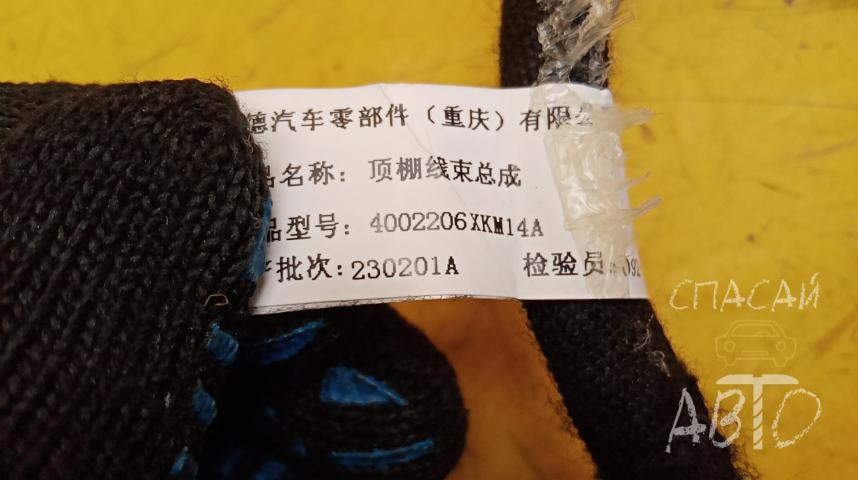 德汽车零部件（重庆）有限
名称：顶棚线束总成
品型号：4002206XKM14A
批次：230201A 检验员：092
СПАСАЙ
АВТО